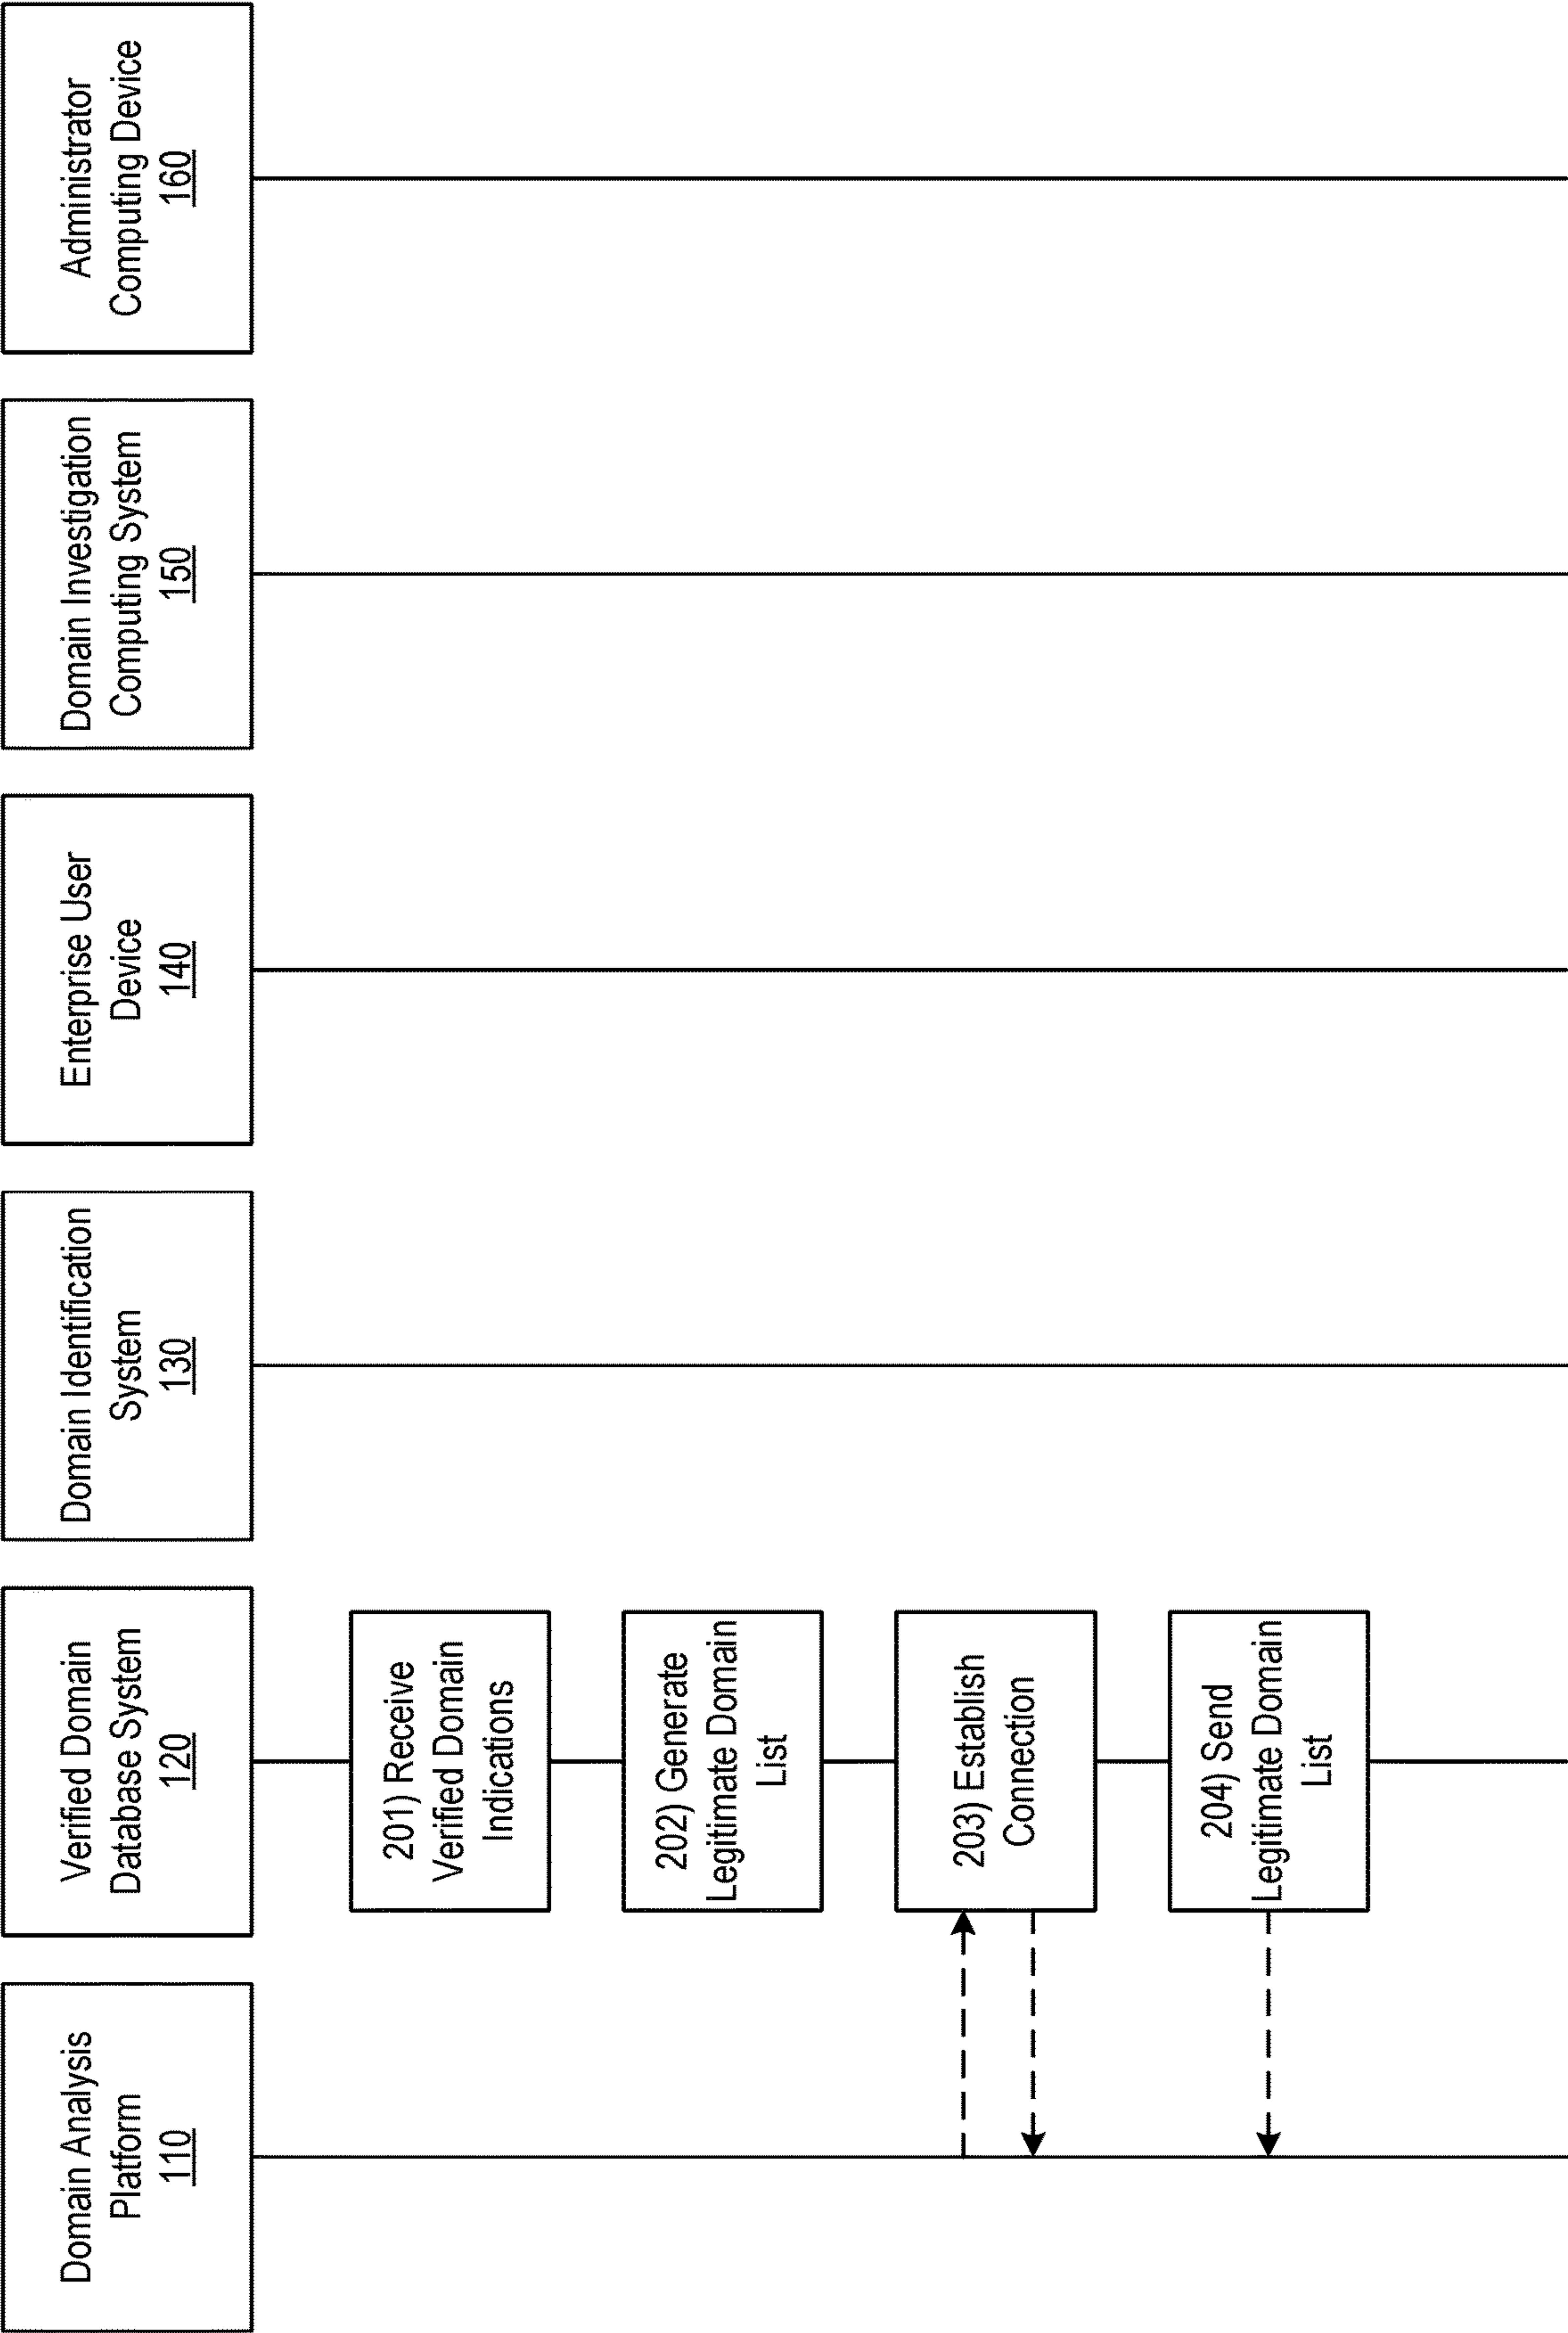 Domain Analysis
Platform
110
Verified Domain
Database System
120
Domain Identification
System
130
Enterprise User
Device
140
Domain Investigation
Computing System
150
Administrator
Computing Device
160
201) Receive
Verified Domain
Indications
202) Generate
Legitimate Domain
List
203) Establish
Connection
204) Send
Legitimate Domain
List